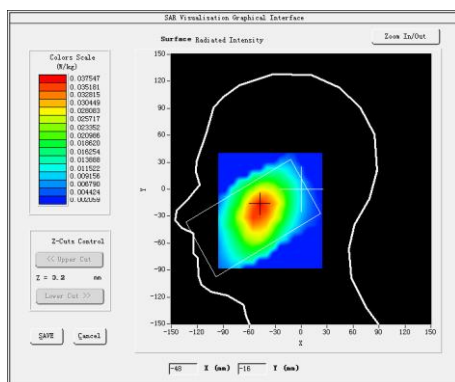 SAR Visualisation Graphical Interface
Surface Radiated Intensity
Zoom In/Out
Colors Scale
(W/kg)
0.037547
0.035181
0.032815
0.030449
0.028083
0.025717
0.023352
0.020986
0.018620
0.016254
0.013888
0.011522
0.009156
0.006790
0.004424
0.002059
150
120
90
60
30
0
-30
-60
-90
-120
-150
Y
-150 -120 -90 -60 -30 0 30 60 90 120 150
X
Z-Cuts Control
<< Upper Cut
Z = 3.2 mm
Lower Cut >>
SAVE Cancel
-48 X (mm) -16 Y (mm)